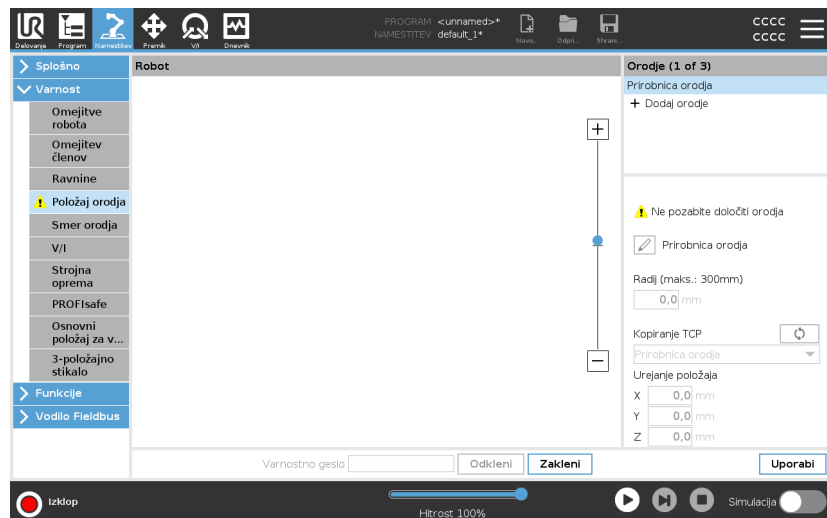 PROGRAM <unnamed>*
NAMESTITEV default_1*
cccc
cccc
Delovanje Program Namestitev Premik V/I Dnevnik
Novo... Odpri... Shrani...
Splošno
Varnost
Omejitve
robota
Omejitev
členov
Ravnine
Položaj orodja
Smer orodja
V/I
Strojna
oprema
PROFIsafe
Osnovni
položaj za v...
3-položajno
stikalo
Funkcije
Vodilo Fieldbus
Robot
Orodje (1 of 3)
Prirobnica orodja
+ Dodaj orodje
Ne pozabite določiti orodja
Prirobnica orodja
Radij (maks.: 300mm)
0,0 mm
Kopiranje TCP
Prirobnica orodja
Urejanje položaja
X 0,0 mm
Y 0,0 mm
Z 0,0 mm
Varnostno geslo Odkleni Zakleni Uporabi
Izklop
Hitrost 100%
Simulacija